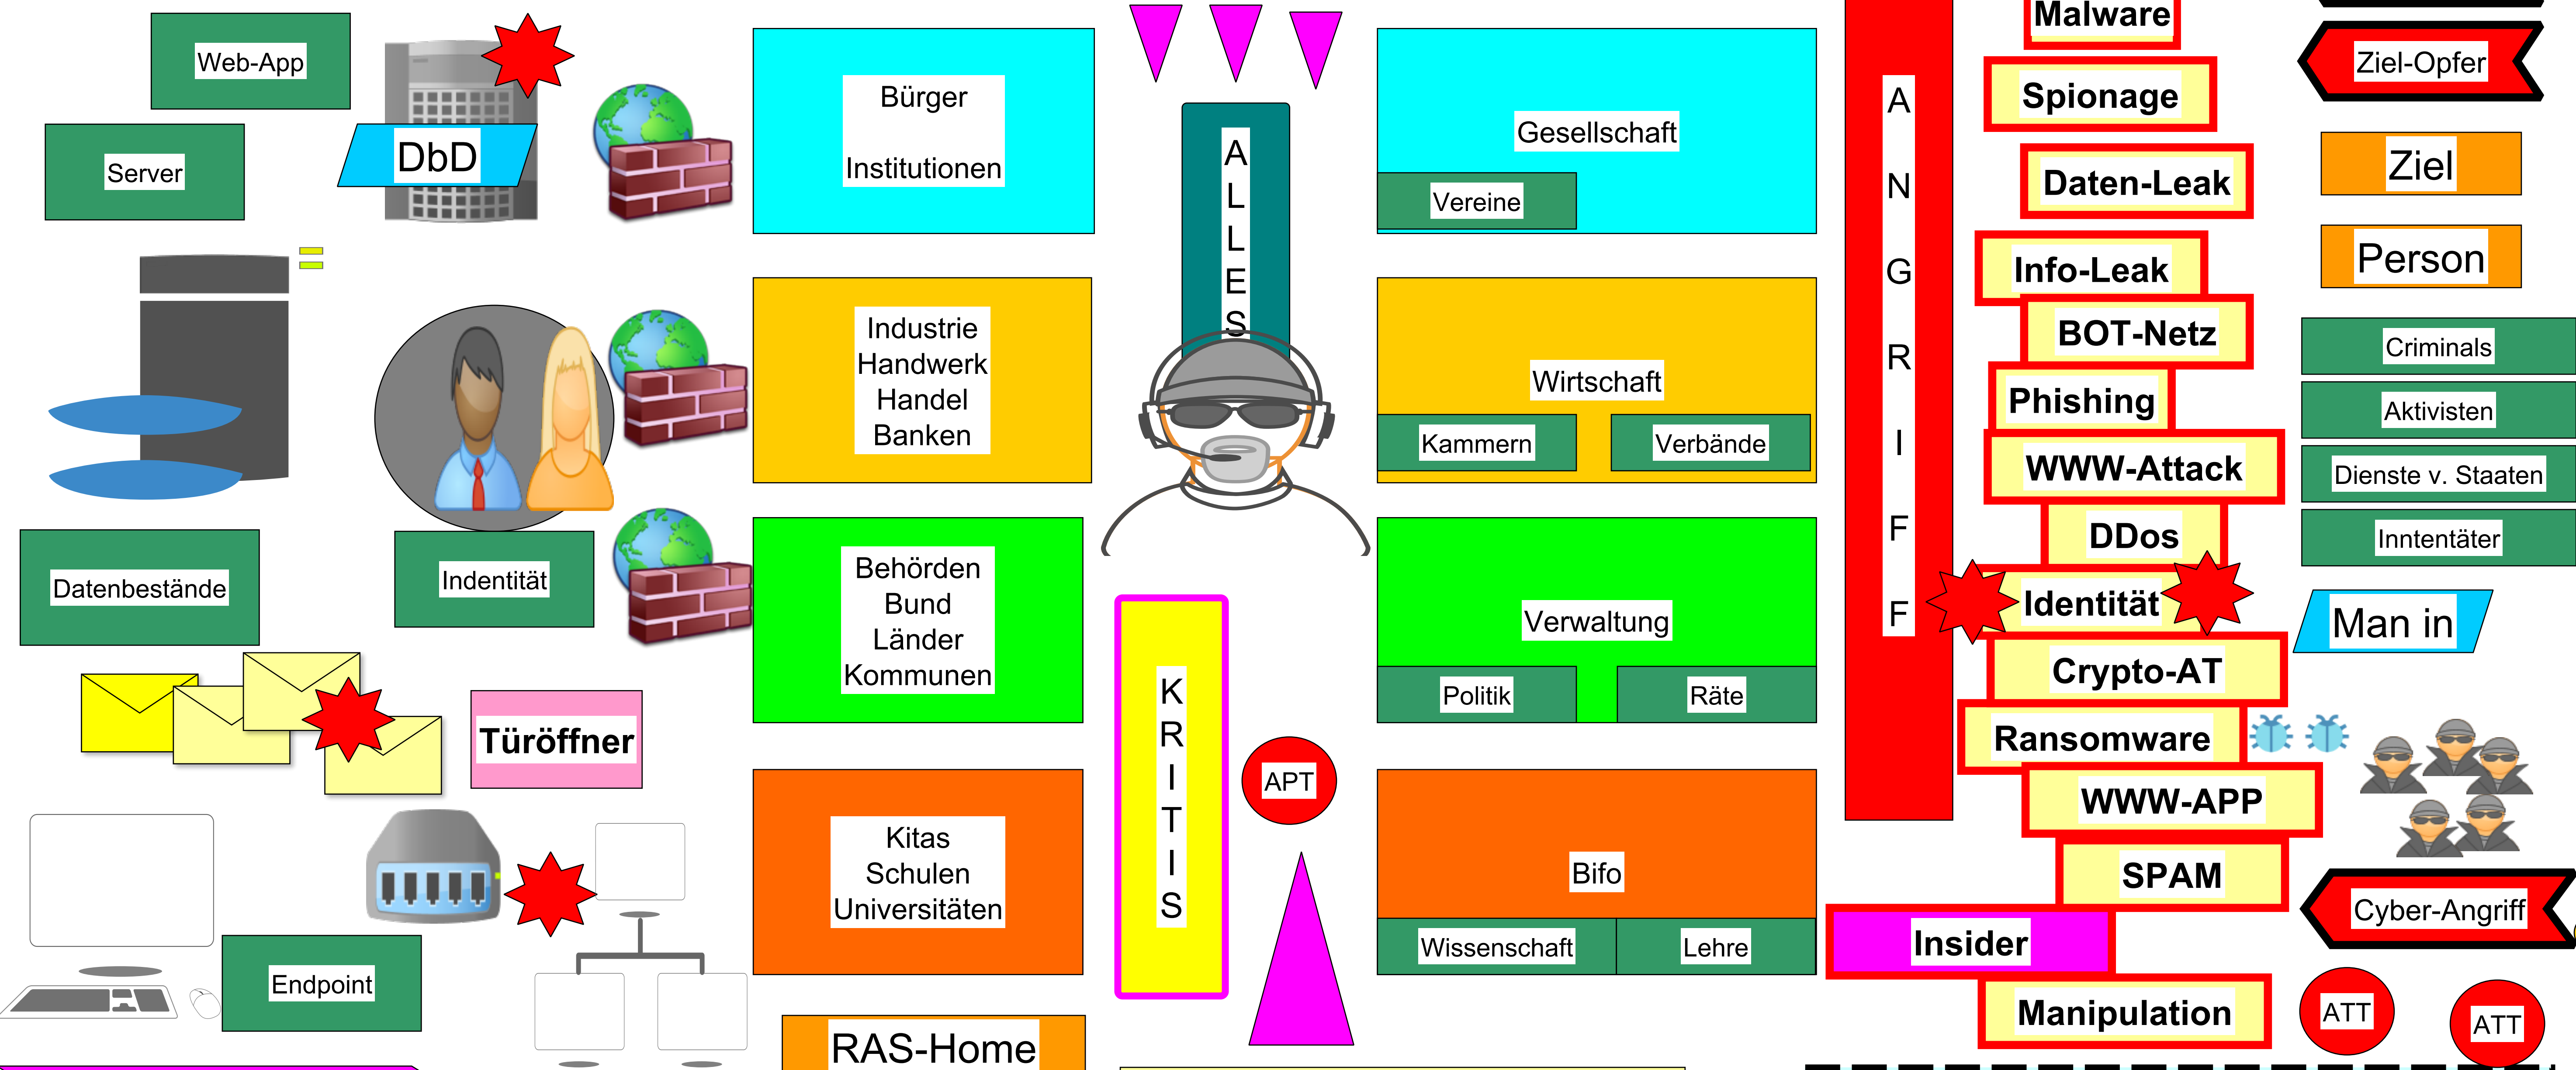 Web-App
Server
DbD
Datenbestände
Indentität
Türöffner
Endpoint
Bürger
Institutionen
Industrie
Handwerk
Handel
Banken
Behörden
Bund
Länder
Kommunen
Kitas
Schulen
Universitäten
RAS-Home
ALLES
KRITIS
APT
Gesellschaft
Vereine
Wirtschaft
Kammern
Verbände
Verwaltung
Politik
Räte
Bifo
Wissenschaft
Lehre
ANGRIFF
Malware
Spionage
Daten-Leak
Info-Leak
BOT-Netz
Phishing
WWW-Attack
DDos
Identität
Crypto-AT
Ransomware
WWW-APP
SPAM
Insider
Manipulation
Ziel-Opfer
Ziel
Person
Criminals
Aktivisten
Dienste v. Staaten
Inntentäter
Man in
Cyber-Angriff
ATT
ATT